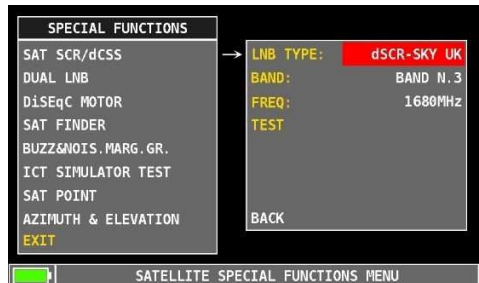 SPECIAL FUNCTIONS
SAT SCR/dCSS
DUAL LNB
DiSEqC MOTOR
SAT FINDER
BUZZ&NOIS.MARG.GR.
ICT SIMULATOR TEST
SAT POINT
AZIMUTH & ELEVATION
EXIT
→ LNB TYPE: dSCR-SKY UK
BAND: BAND N.3
FREQ: 1680MHz
TEST
BACK
SATELLITE SPECIAL FUNCTIONS MENU